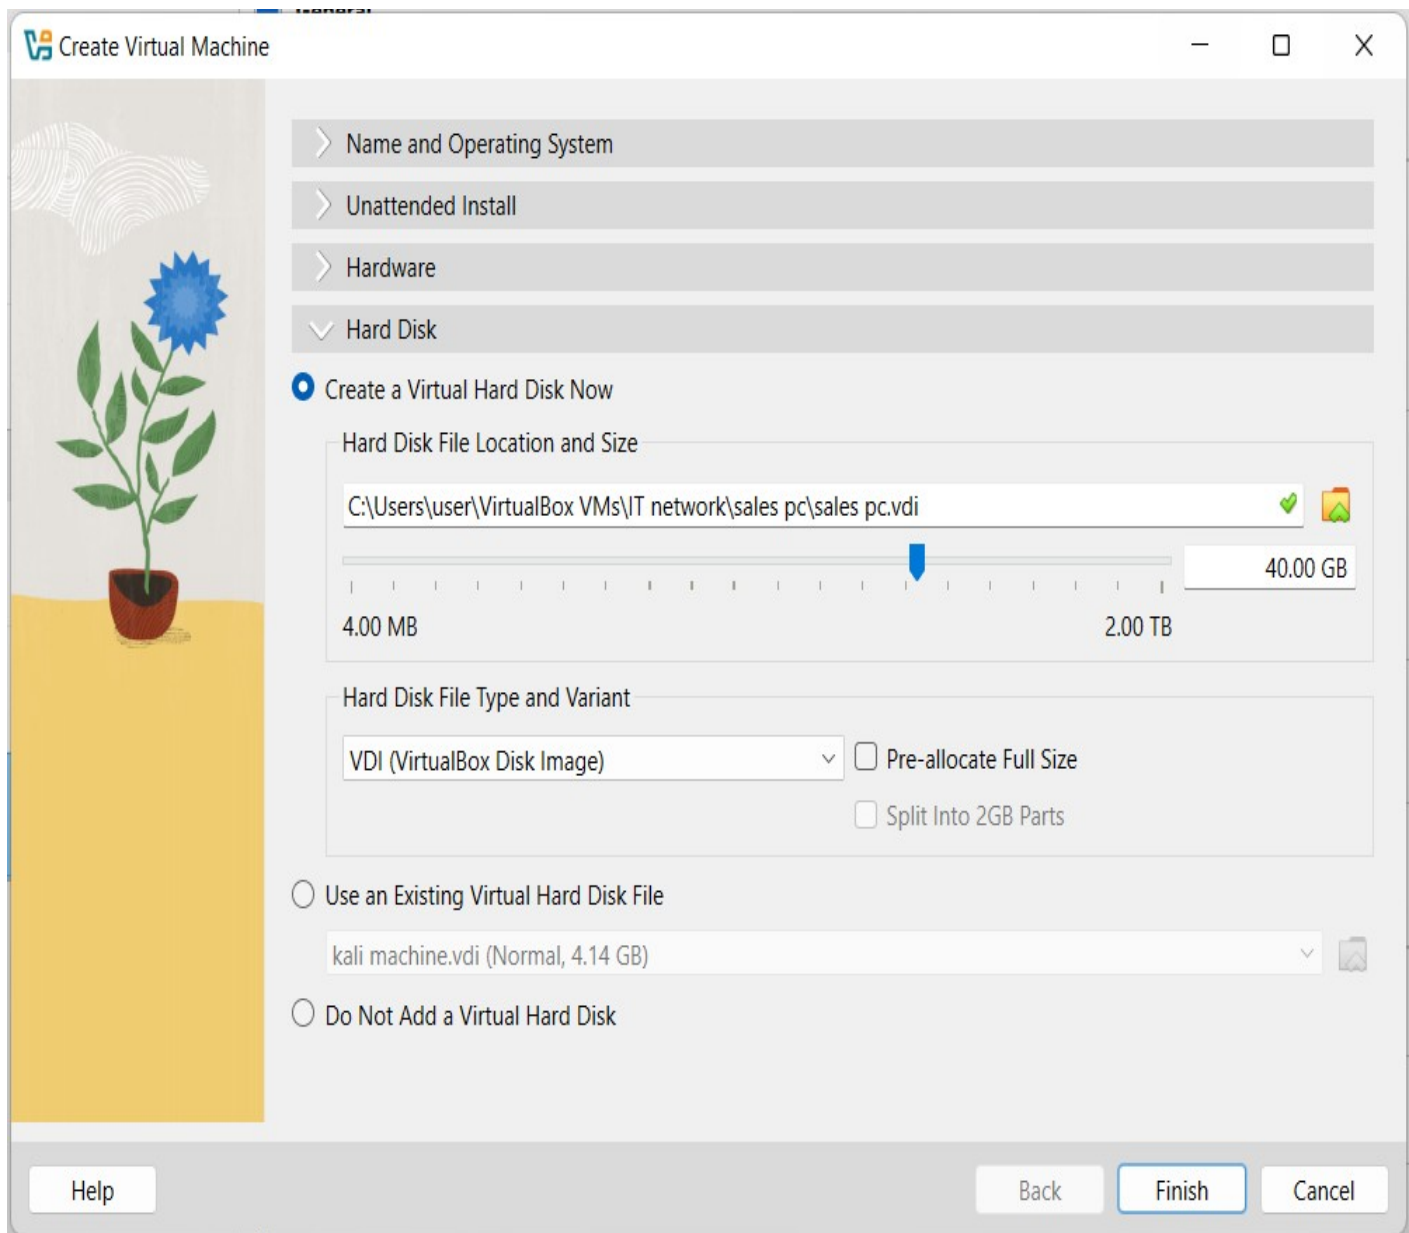 General
Create Virtual Machine
Name and Operating System
Unattended Install
Hardware
Hard Disk
Create a Virtual Hard Disk Now
Hard Disk File Location and Size
C:\Users\user\VirtualBox VMs\IT network\sales pc\sales pc.vdi
40.00 GB
4.00 MB 2.00 TB
Hard Disk File Type and Variant
VDI (VirtualBox Disk Image) Pre-allocate Full Size
Split Into 2GB Parts
Use an Existing Virtual Hard Disk File
kali machine.vdi (Normal, 4.14 GB)
Do Not Add a Virtual Hard Disk
Help Back Finish Cancel